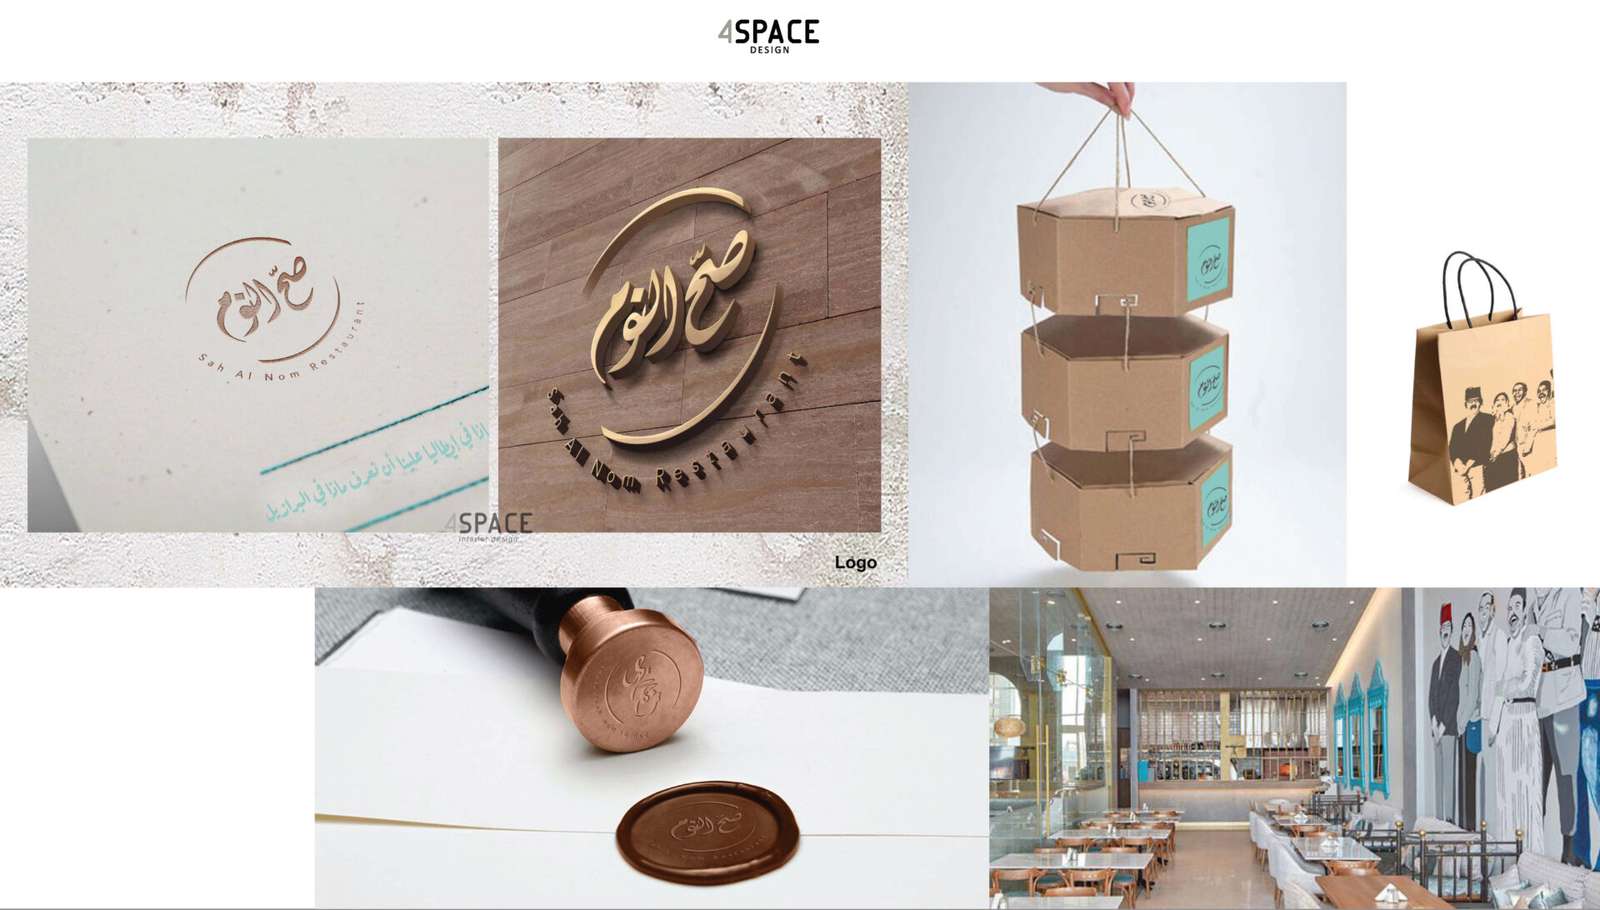 4SPACE
DESIGN
صحّ النوم
Sah Al Nom Restaurant
إذا في إيطاليا علينا أن نعرف ماذا في البرازيل
صحّ النوم
Sah Al Nom Restaurant
4SPACE
interior design
Logo
صحّ النوم
صحّ النوم
صحّ النوم
صحّ النوم
صحّ النوم
Sah Al Nom Restaurant